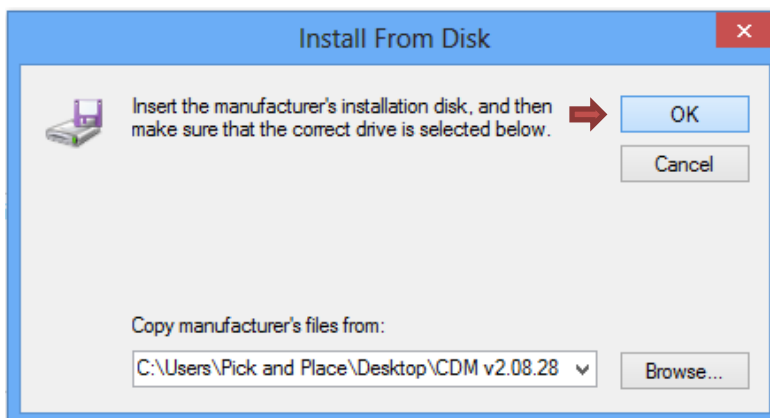 Install From Disk
Insert the manufacturer's installation disk, and then
make sure that the correct drive is selected below.
OK
Cancel
Copy manufacturer's files from:
C:\Users\Pick and Place\Desktop\CDM v2.08.28
Browse...